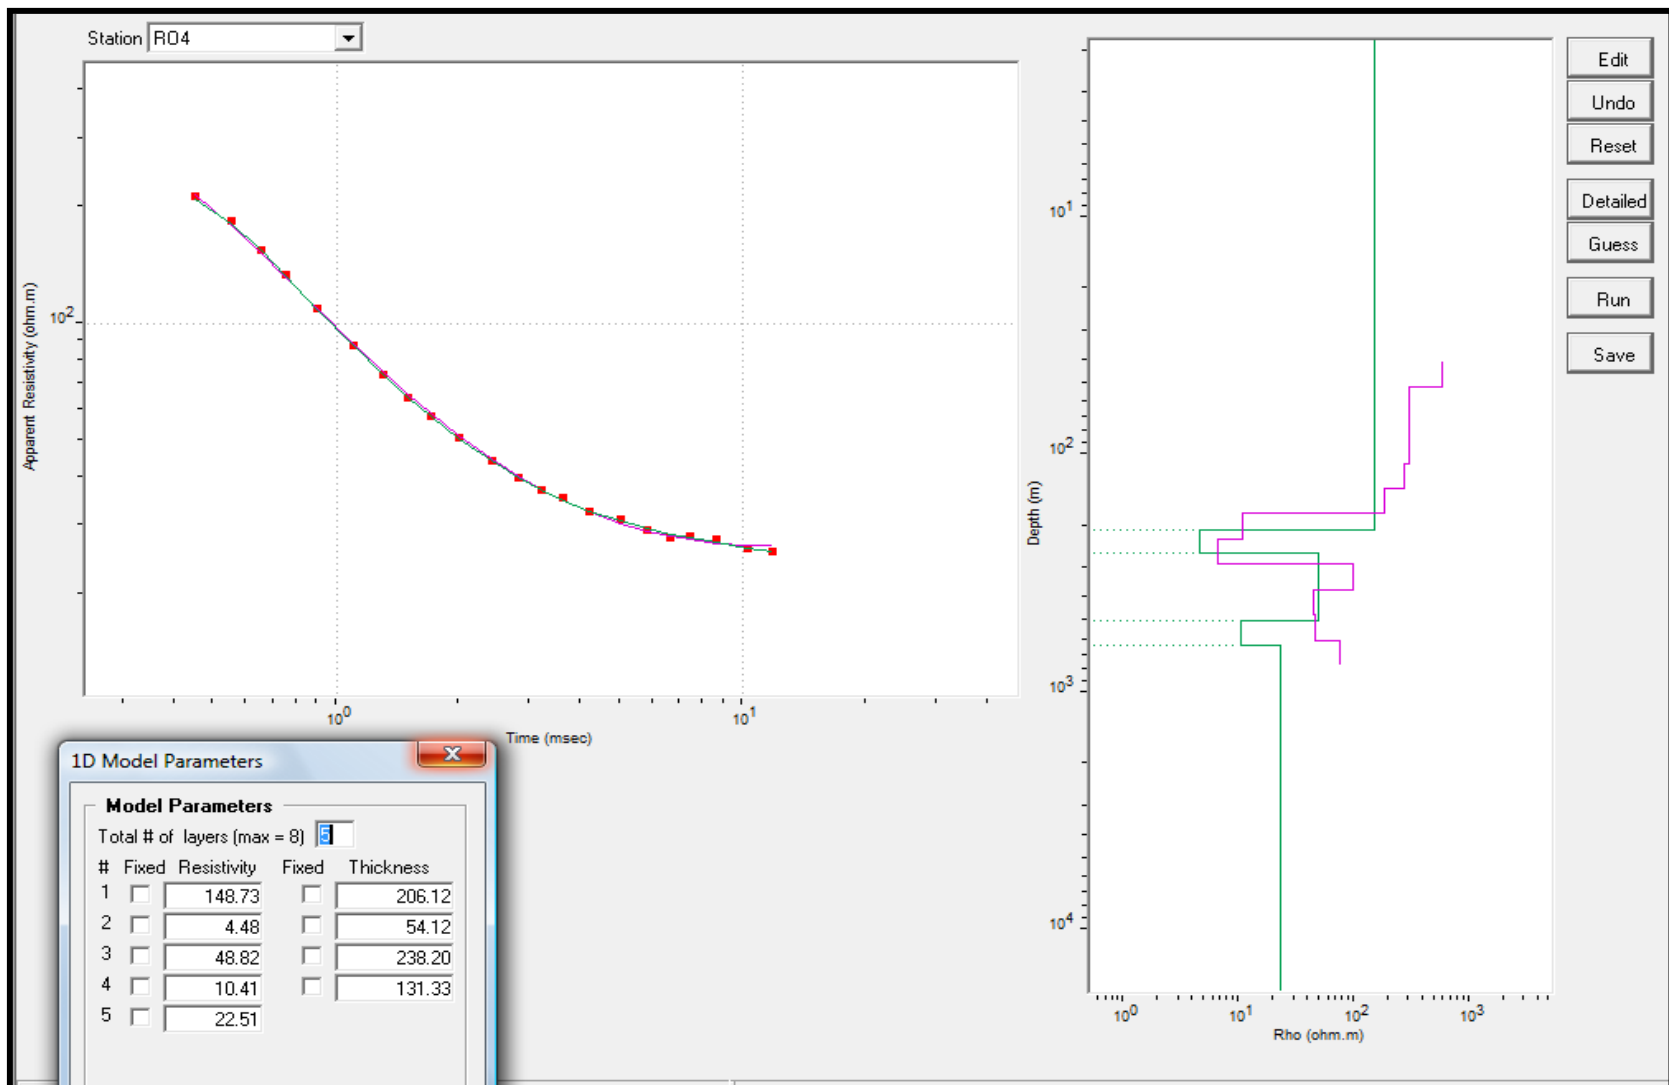 Station RO4
Edit
Undo
Reset
Detailed
Guess
Run
Save
Apparent Resistivity (ohm.m)
10²
10⁰ 10¹
Time (msec)
Depth (m)
10¹
10²
10³
10⁴
10⁰ 10¹ 10² 10³
Rho (ohm.m)
1D Model Parameters
X
Model Parameters
Total # of layers (max = 8) 5
# Fixed Resistivity Fixed Thickness
1 148.73 206.12
2 4.48 54.12
3 48.82 238.20
4 10.41 131.33
5 22.51